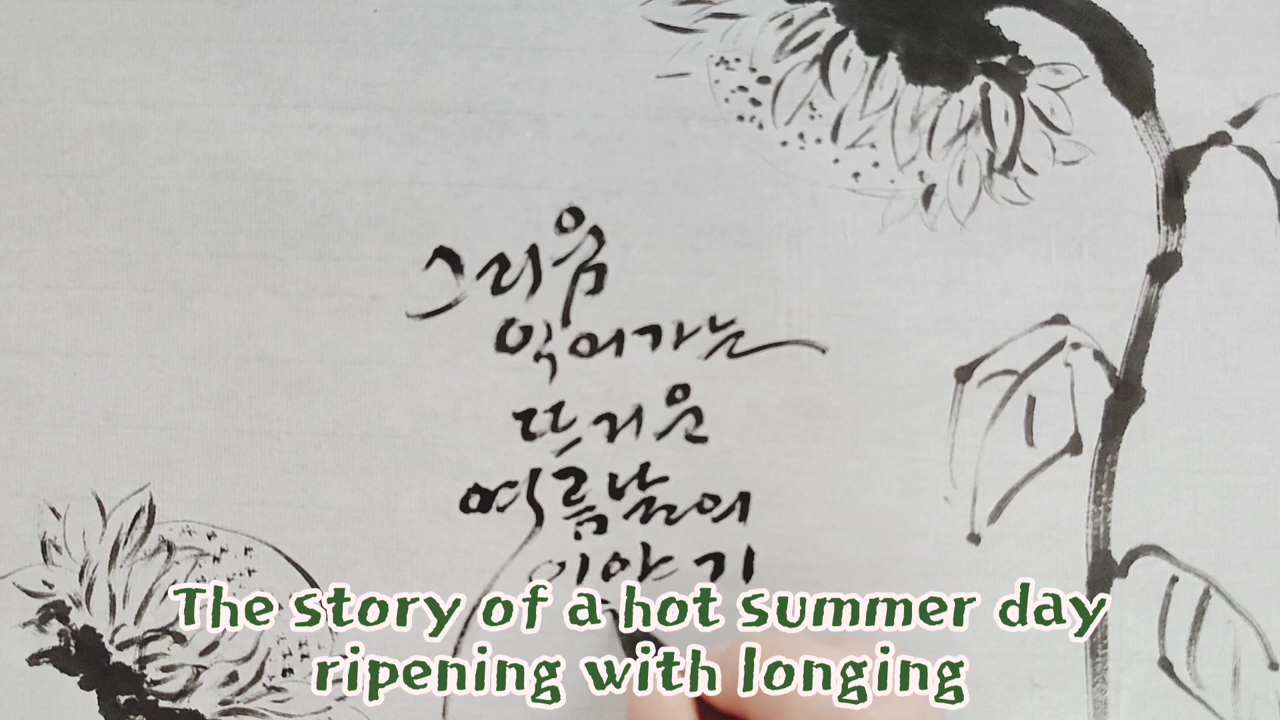 그리움
익어가는
뜨거운
여름날의
이야기
The story of a hot summer day
ripening with longing